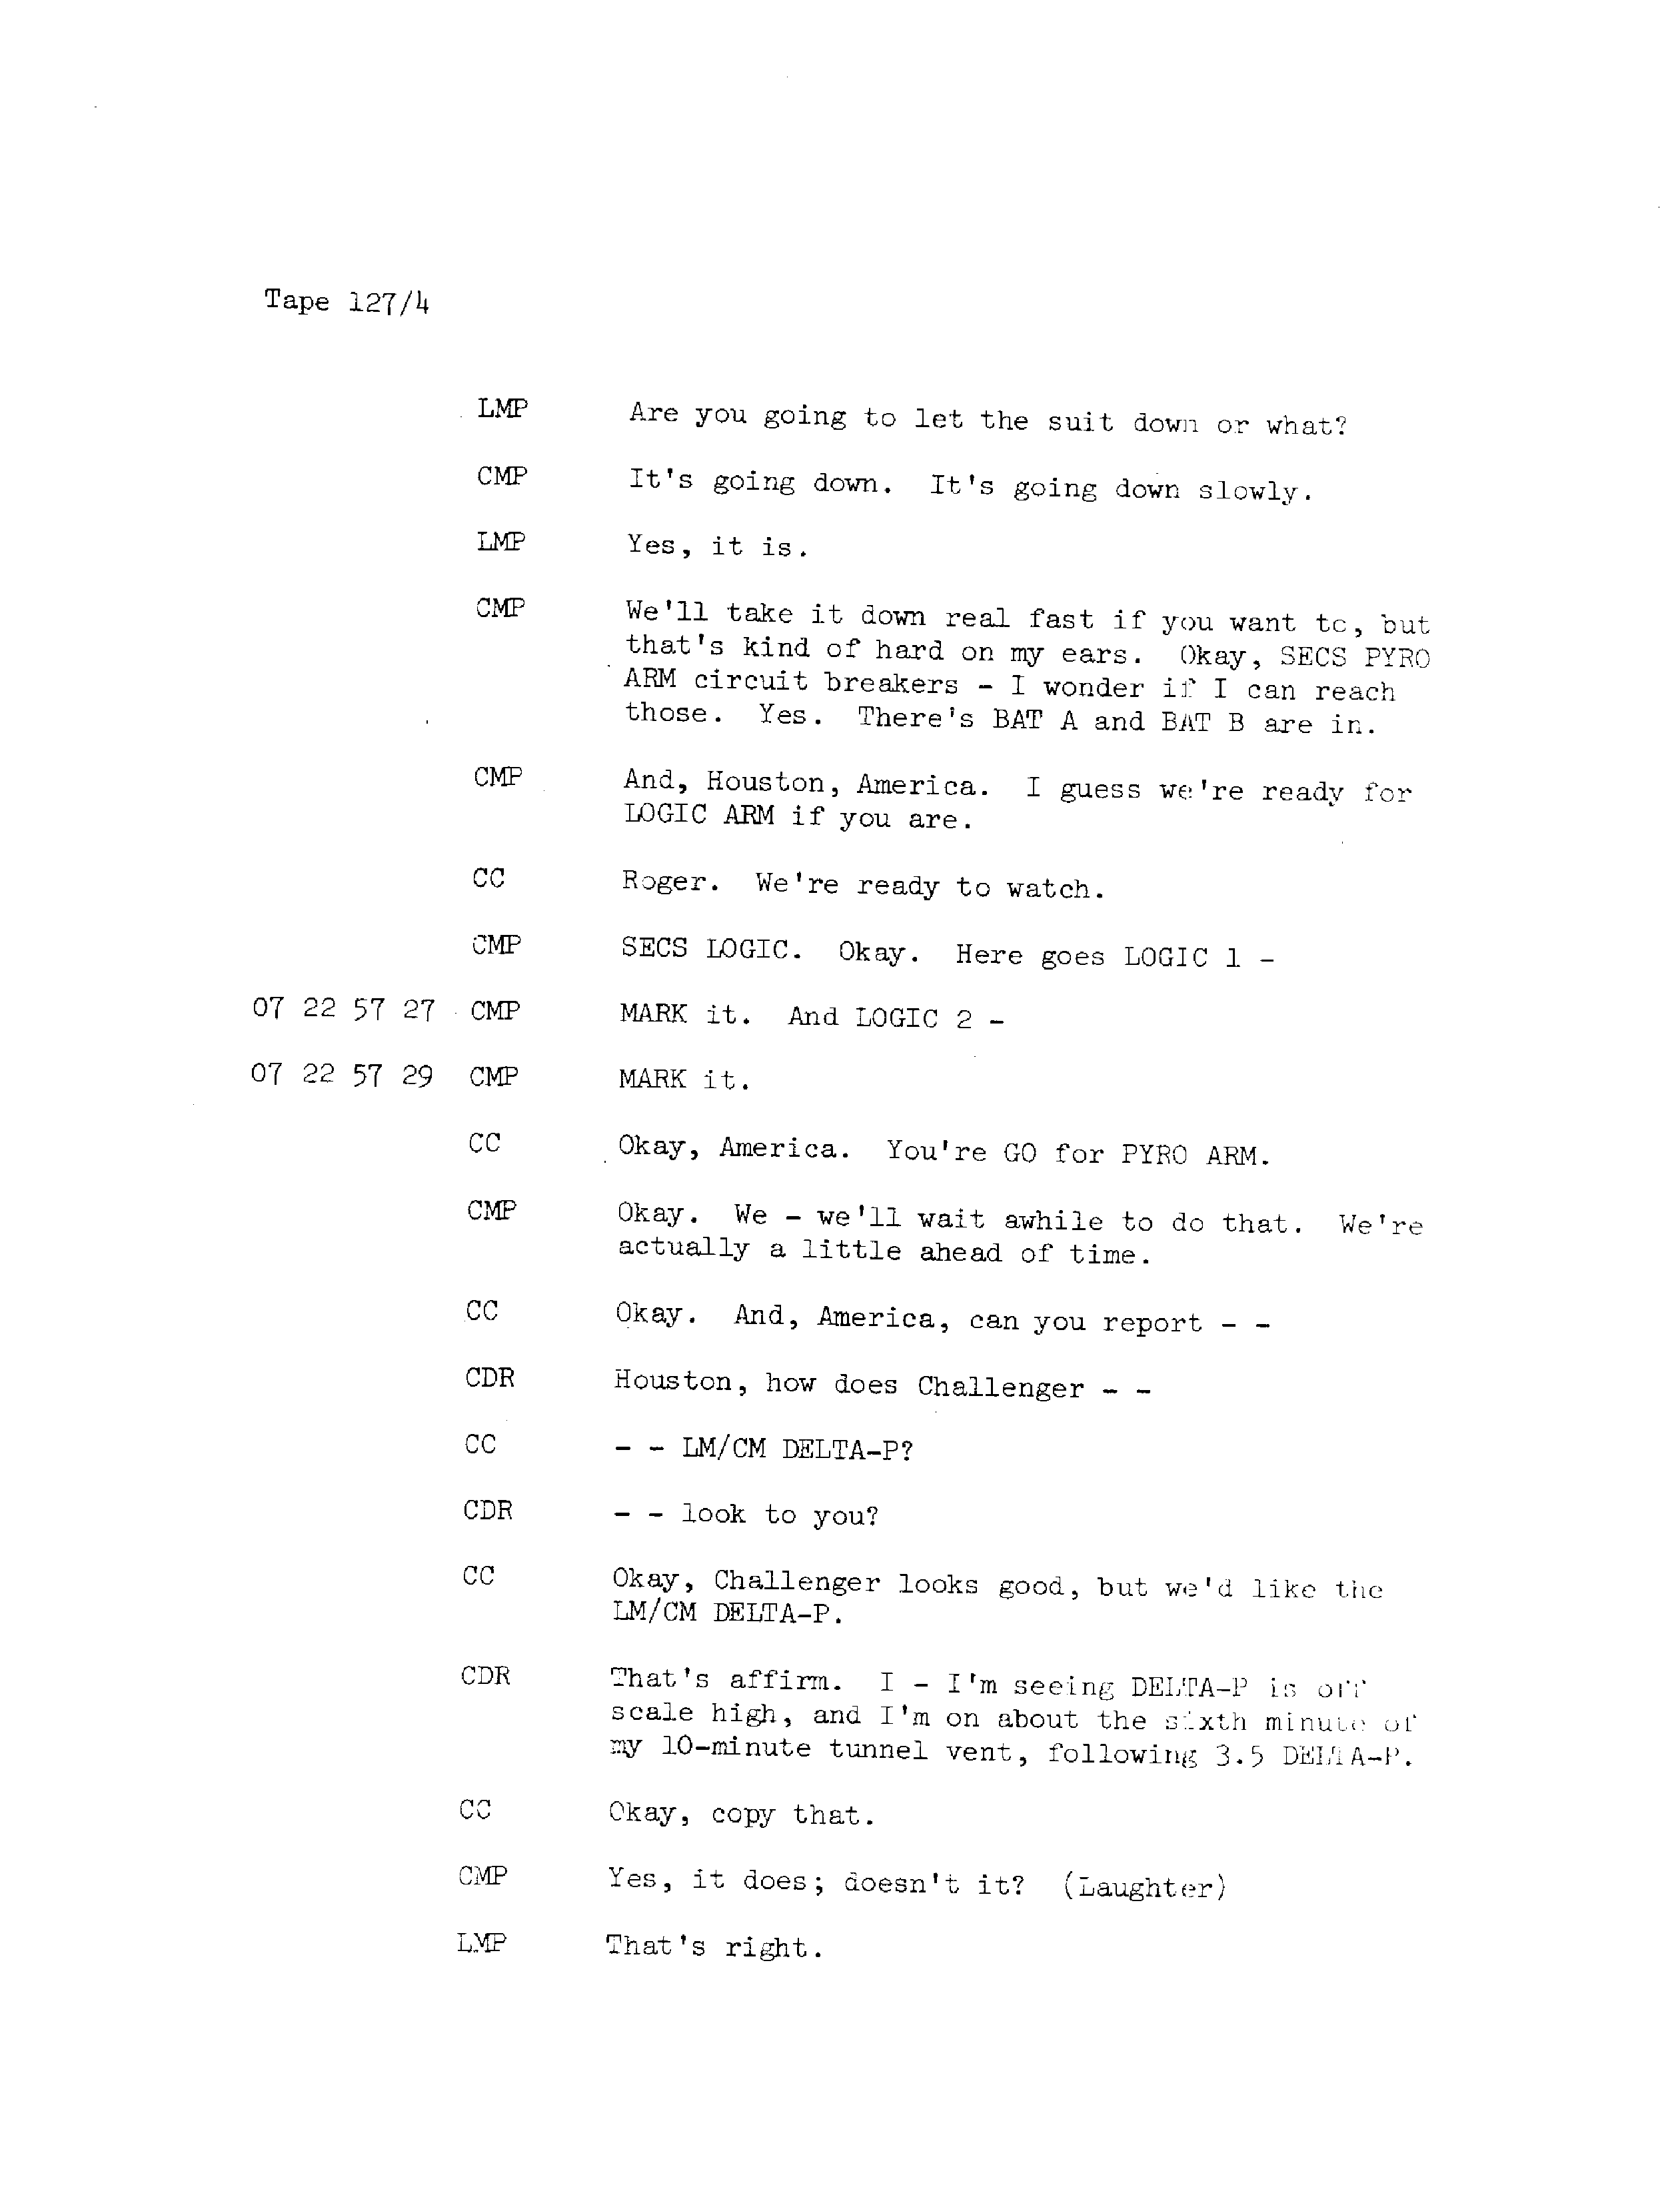 Tape 127/4
LMP Are you going to let the suit down or what?
CMP It's going down. It's going down slowly.
LMP Yes, it is.
CMP We'll take it down real fast if you want to, but
that's kind of hard on my ears. Okay, SECS PYRO
ARM circuit breakers - I wonder if I can reach
those. Yes. There's BAT A and BAT B are in.
CMP And, Houston, America. I guess we're ready for
LOGIC ARM if you are.
CC Roger. We're ready to watch.
CMP SECS LOGIC. Okay. Here goes LOGIC 1 -
07 22 57 27 CMP MARK it. And LOGIC 2 -
07 22 57 29 CMP MARK it.
CC Okay, America. You're GO for PYRO ARM.
CMP Okay. We - we'll wait awhile to do that. We're
actually a little ahead of time.
CC Okay. And, America, can you report - -
CDR Houston, how does Challenger - -
CC - - LM/CM DELTA-P?
CDR - - look to you?
CC Okay, Challenger looks good, but we'd like the
LM/CM DELTA-P.
CDR That's affirm. I - I'm seeing DELTA-P is off
scale high, and I'm on about the sixth minute of
my 10-minute tunnel vent, following 3.5 DELTA-P.
CC Okay, copy that.
CMP Yes, it does; doesn't it? (Laughter)
LMP That's right.